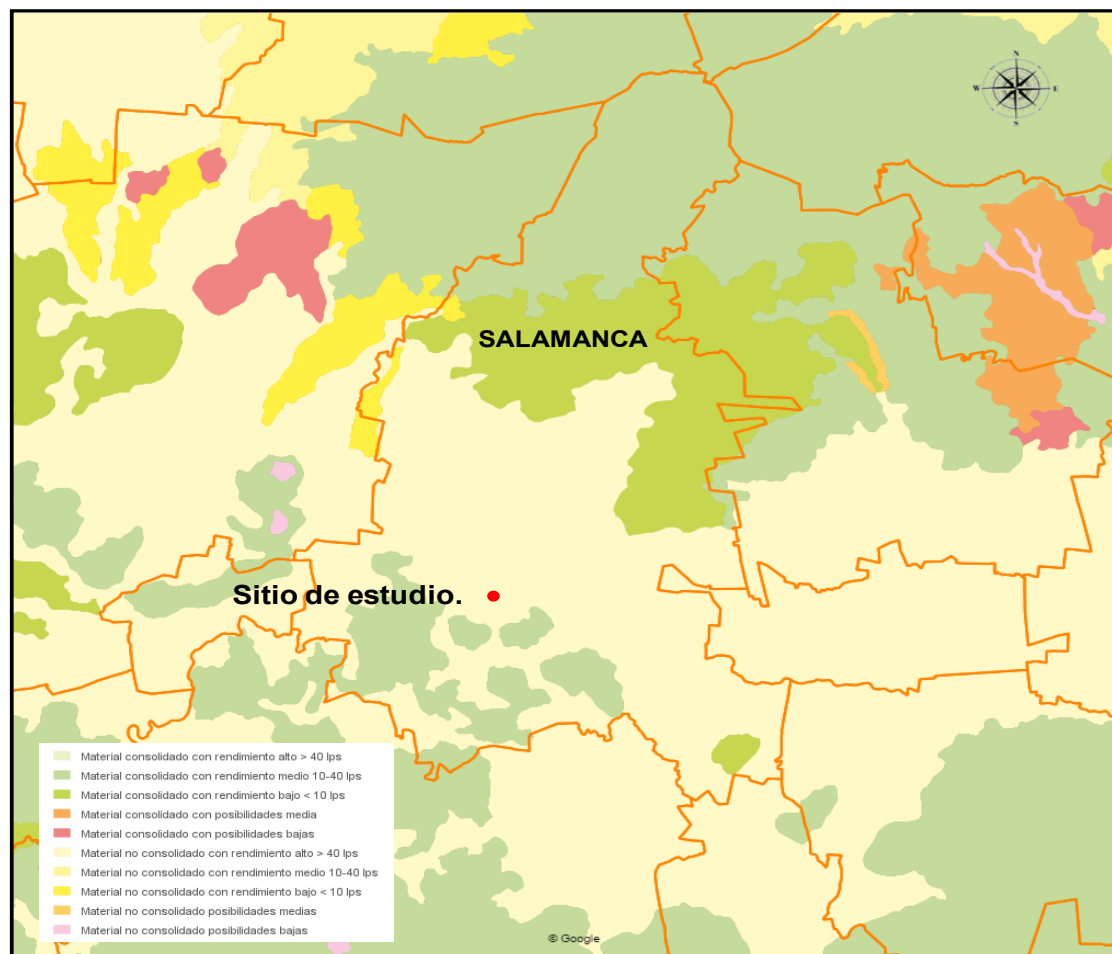 N
W E
S
SALAMANCA
Sitio de estudio.
Material consolidado con rendimiento alto > 40 lps
Material consolidado con rendimiento medio 10-40 lps
Material consolidado con rendimiento bajo < 10 lps
Material consolidado con posibilidades media
Material consolidado con posibilidades bajas
Material no consolidado con rendimiento alto > 40 lps
Material no consolidado con rendimiento medio 10-40 lps
Material no consolidado con rendimiento bajo < 10 lps
Material no consolidado posibilidades medias
Material no consolidado posibilidades bajas
© Google